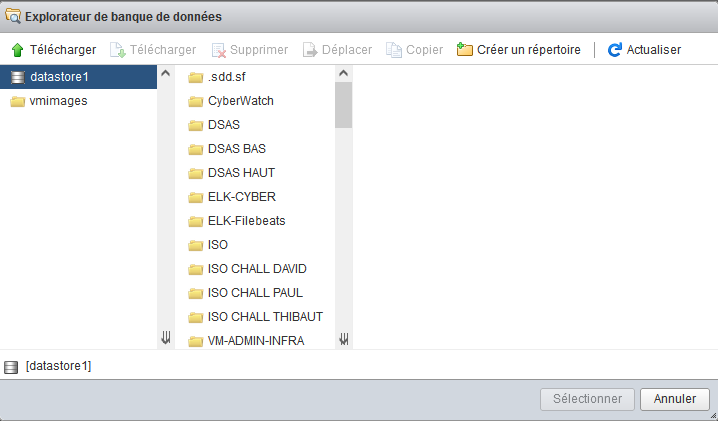 Explorateur de banque de données
Télécharger Télécharger Supprimer Déplacer Copier Créer un répertoire Actualiser
datastore1
vmimages
.sdd.sf
CyberWatch
DSAS
DSAS BAS
DSAS HAUT
ELK-CYBER
ELK-Filebeats
ISO
ISO CHALL DAVID
ISO CHALL PAUL
ISO CHALL THIBAUT
VM-ADMIN-INFRA
[datastore1]
Sélectionner Annuler